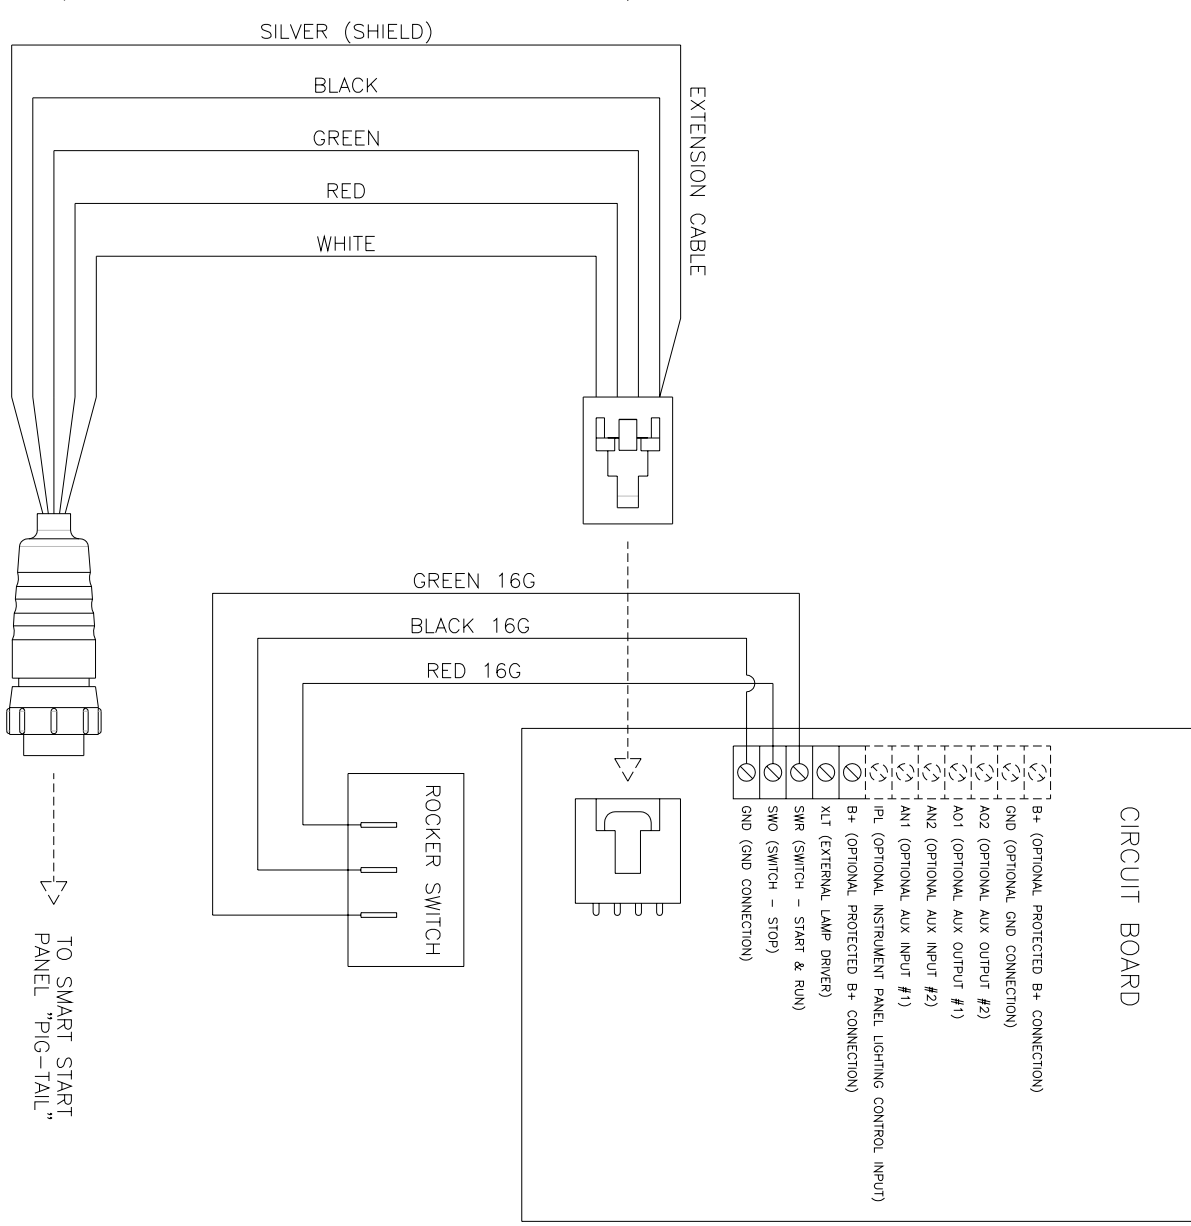 SILVER (SHIELD)
BLACK
GREEN
RED
WHITE
EXTENSION CABLE
GREEN 16G
BLACK 16G
RED 16G
ROCKER SWITCH
TO SMART START
PANEL "PIG-TAIL"
GND (GND CONNECTION)
SWO (SWITCH - STOP)
SWR (SWITCH - START & RUN)
XLT (EXTERNAL LAMP DRIVER)
B+ (OPTIONAL PROTECTED B+ CONNECTION)
IPL (OPTIONAL INSTRUMENT PANEL LIGHTING CONTROL INPUT)
AN1 (OPTIONAL AUX INPUT #1)
AN2 (OPTIONAL AUX INPUT #2)
AO1 (OPTIONAL AUX OUTPUT #1)
AO2 (OPTIONAL AUX OUTPUT #2)
GND (OPTIONAL GND CONNECTION)
B+ (OPTIONAL PROTECTED B+ CONNECTION)
CIRCUIT BOARD